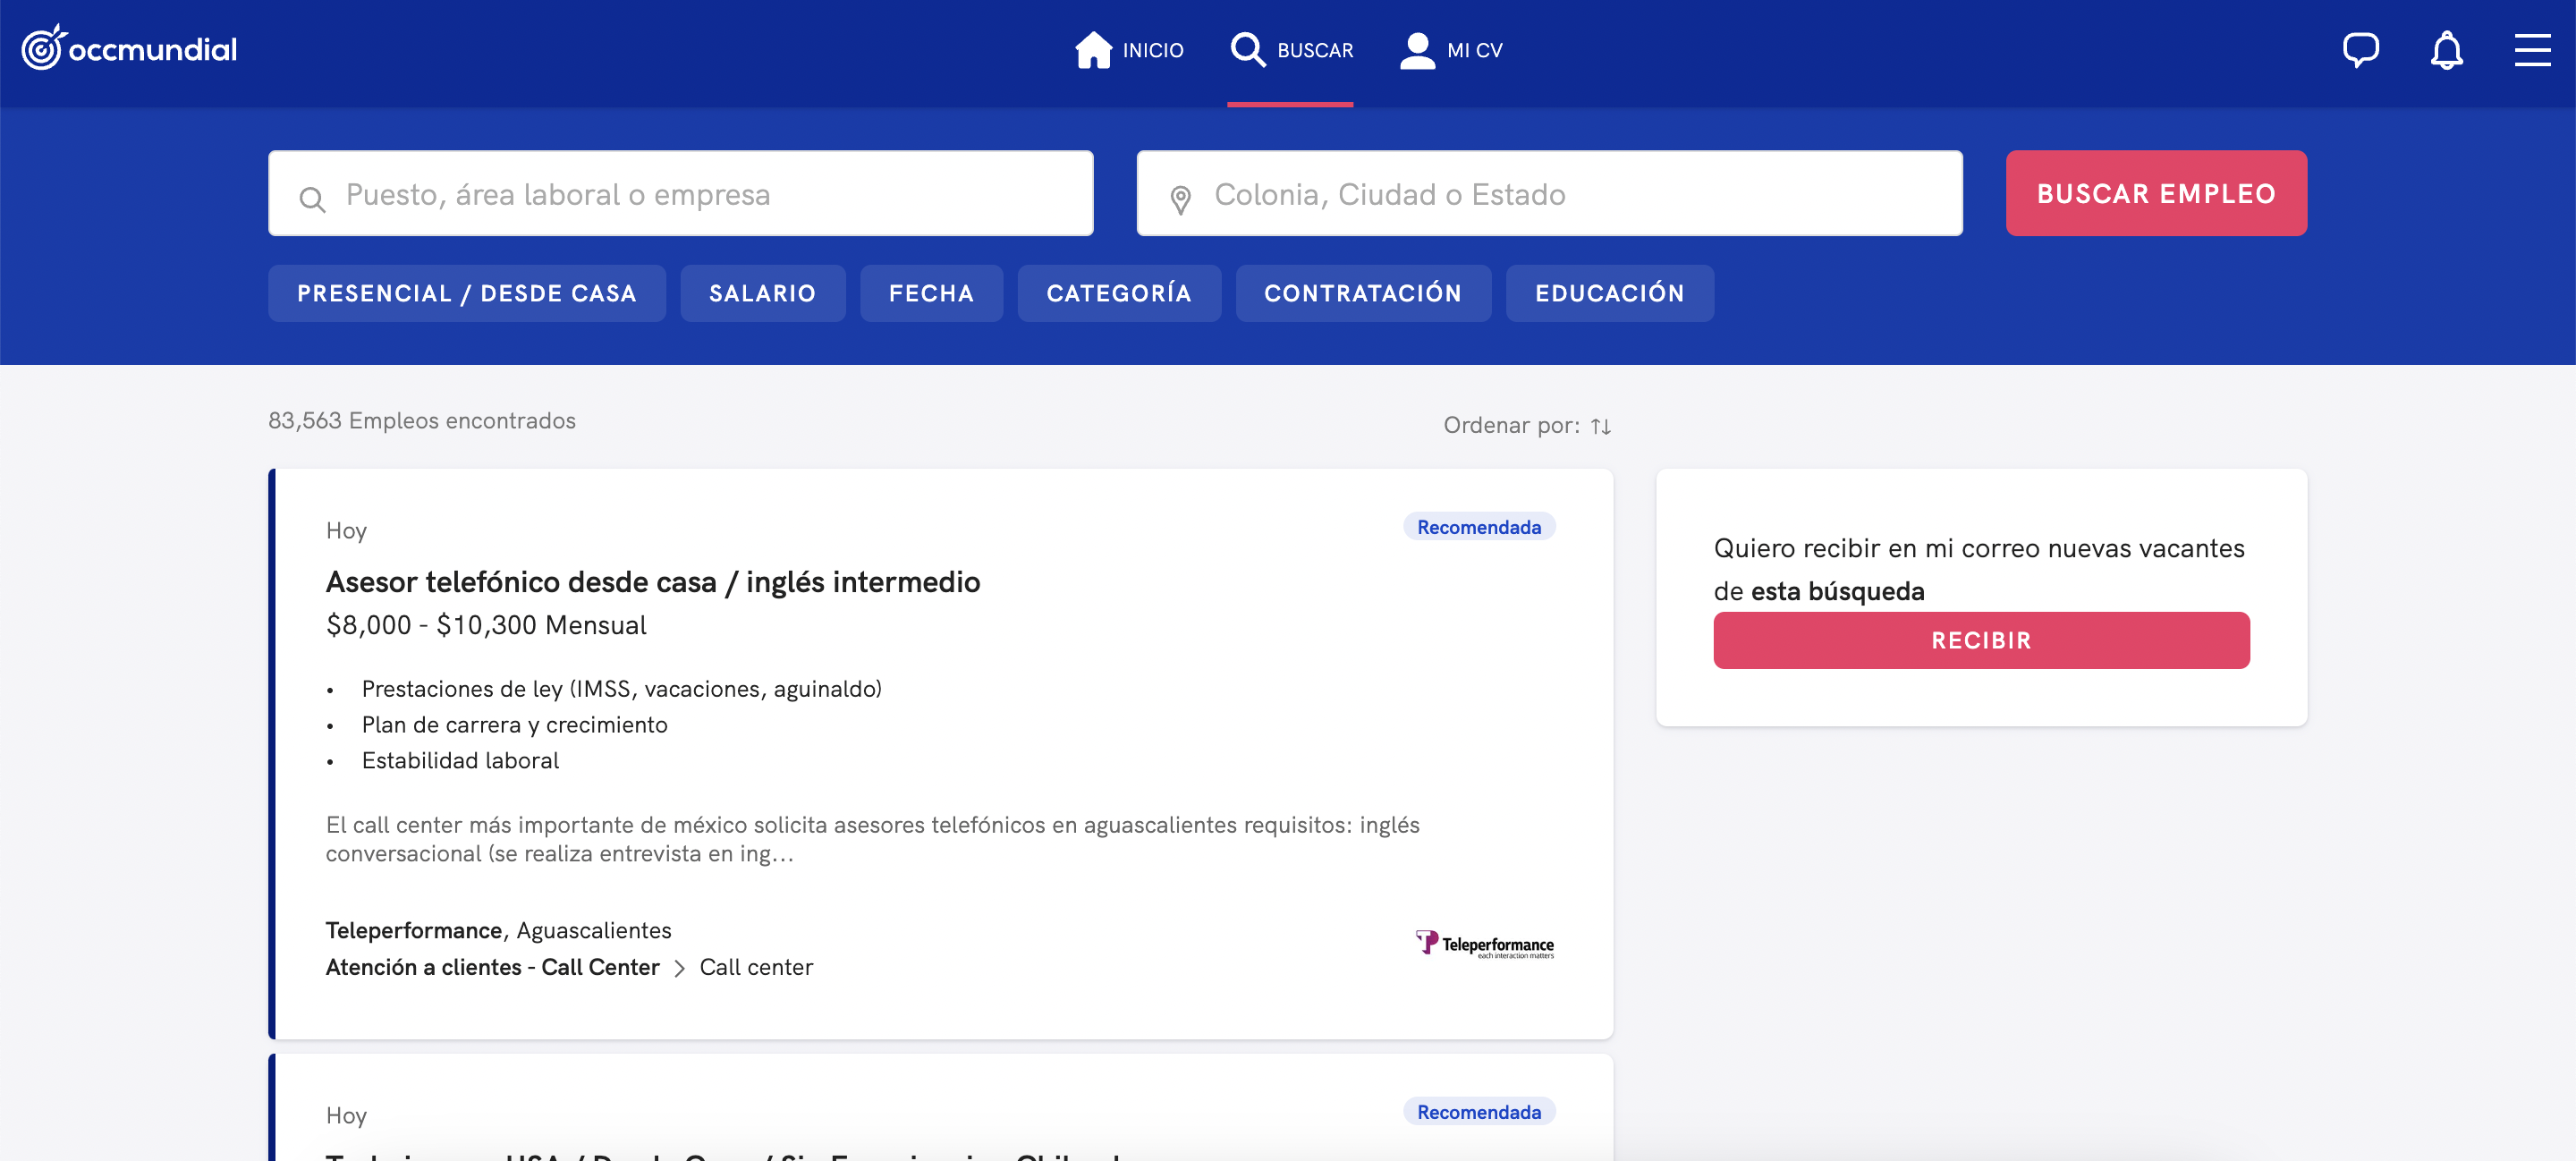 occmundial
INICIO
BUSCAR
MI CV
Puesto, área laboral o empresa
Colonia, Ciudad o Estado
BUSCAR EMPLEO
PRESENCIAL / DESDE CASA
SALARIO
FECHA
CATEGORÍA
CONTRATACIÓN
EDUCACIÓN
83,563 Empleos encontrados
Ordenar por:
Hoy
Recomendada
Asesor telefónico desde casa / inglés intermedio
$8,000 - $10,300 Mensual
• Prestaciones de ley (IMSS, vacaciones, aguinaldo)
• Plan de carrera y crecimiento
• Estabilidad laboral
El call center más importante de méxico solicita asesores telefónicos en aguascalientes requisitos: inglés
conversacional (se realiza entrevista en ing...
Teleperformance, Aguascalientes
Atención a clientes - Call Center > Call center
Teleperformance
each interaction matters
Quiero recibir en mi correo nuevas vacantes
de esta búsqueda
RECIBIR
Hoy
Recomendada